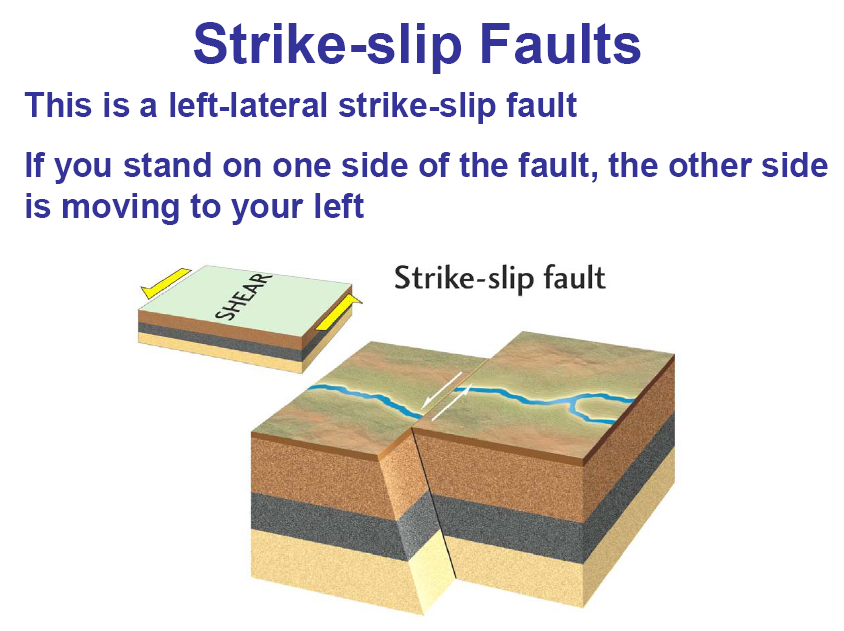 Strike-slip Faults
This is a left-lateral strike-slip fault
If you stand on one side of the fault, the other side
is moving to your left
Strike-slip fault
SHEAR